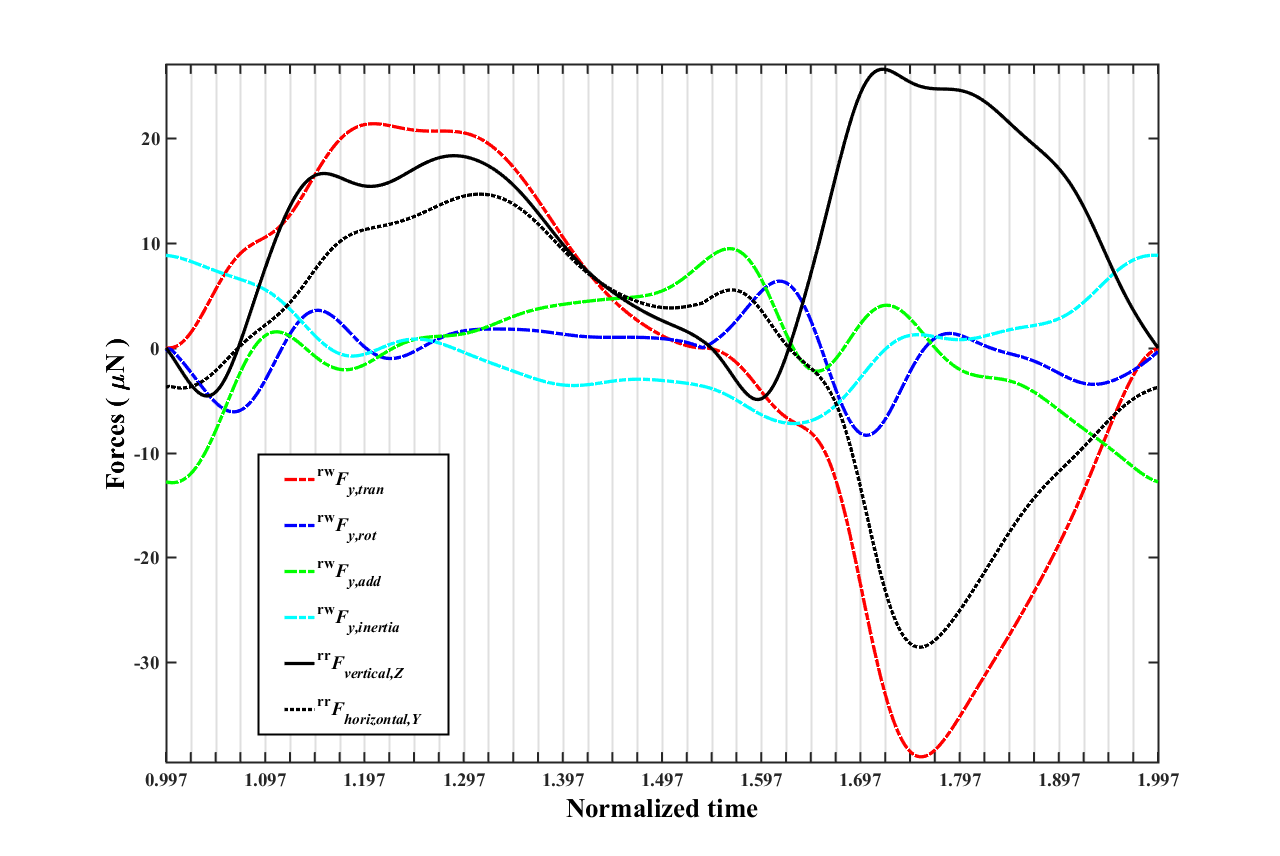 Forces ( μN )
20
10
0
-10
-20
-30
rwFy,tran
rwFy,rot
rwFy,add
rwFy,inertia
rrFvertical,Z
rrFhorizontal,Y
0.997 1.097 1.197 1.297 1.397 1.497 1.597 1.697 1.797 1.897 1.997
Normalized time